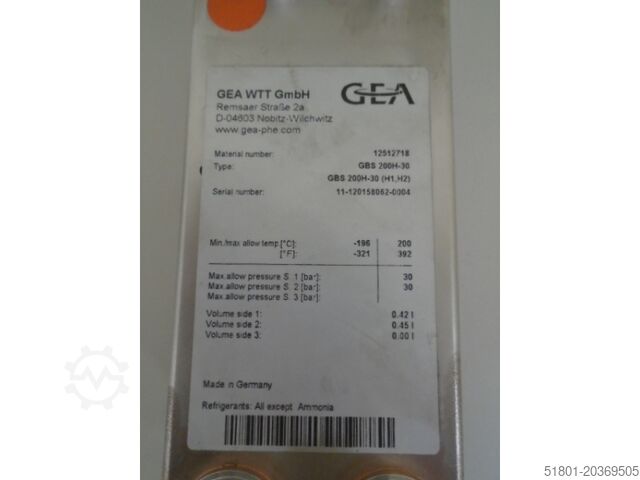 GEA WTT GmbH
GEA
Remsaer Straße 2a
D-04603 Nobitz-Wilchwitz
www.gea-phe.com
Material number: 12512718
Type: GBS 200H-30
GBS 200H-30 (H1,H2)
Serial number: 11-120158062-0004
Min./max allow temp.[°C]: -196 200
[°F]: -321 392
Max.allow pressure S. 1 [bar]: 30
Max.allow pressure S. 2 [bar]: 30
Max.allow pressure S. 3 [bar]:
Volume side 1: 0.42 l
Volume side 2: 0.45 l
Volume side 3: 0.00 l
Made in Germany
Refrigerants: All except Ammonia
51801-20369505